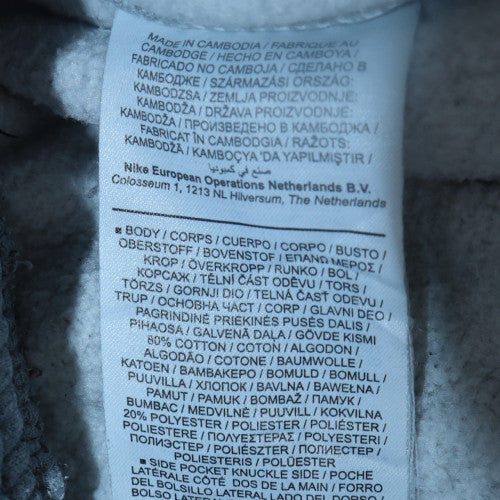 MADE IN CAMBODIA / FABRIQUE AU
CAMBODGE / HECHO EN CAMBOYA /
FABRICADO NO CAMBOJA / СДЕЛАНО В
КАМБОДЖЕ / SZÁRMAZÁSI ORSZÁG:
KAMBODZSA / ZEMLJA PROIZVODNJE:
KAMBODŽA / DRŽAVA PROIZVODNJE:
KAMBODŽA / ПРОИЗВЕДЕНО В КАМБОДЖА /
FABRICAT ÎN CAMBODGIA / RAŽOTS:
KAMBODŽĀ / KAMBOÇYA'DA YAPILMIŞTIR /
صنع في كمبوديا
Nike European Operations Netherlands B.V.
Colosseum 1, 1213 NL Hilversum, The Netherlands
■ BODY / CORPS / CUERPO / CORPO / BUSTO /
OBERSTOFF / BOVENSTOF / ΕΠΑΝΩ ΜΕΡΟΣ /
KROP / ÖVERKROPP / RUNKO / BOL /
КОРСАЖ / TĚLNÍ ČÁST ODĚVU / TORS /
TÖRZS / GORNJI DIO / TELNÁ ČASŤ ODEVU /
TRUP / ОСНОВНА ЧАСТ / CORP / GLAVNI DEO /
PAGRINDINĖ PRIEKINĖS PUSĖS DALIS /
PIHAOSA / GALVENĀ DAĻA / GÖVDE KISMI
80% COTTON / COTON / ALGODON /
ALGODÃO / COTONE / BAUMWOLLE /
KATOEN / ΒΑΜΒΑΚΕΡΟ / BOMULD / BOMULL /
PUUVILLA / ХЛОПОК / BAVLNA / BAWEŁNA /
PAMUT / PAMUK / BOMBAŽ / ПАМУК /
BUMBAC / MEDVILNĖ / PUUVILL / KOKVILNA
20% POLYESTER / POLIESTER / POLIÉSTER /
POLIESTERE / ΠΟΛΥΕΣΤΕΡΑΣ / POLYESTERI /
ПОЛИЭСТЕР / POLIÉSZTER / ПОЛИЕСТЕР /
POLIESTERIS / POLÜESTER
■ SIDE POCKET KNUCKLE SIDE / POCHE
LATÉRALE CÔTÉ DOS DE LA MAIN / FORRO
DEL BOLSILLO LATERAL LADO DEL
BOLSO LATERAL